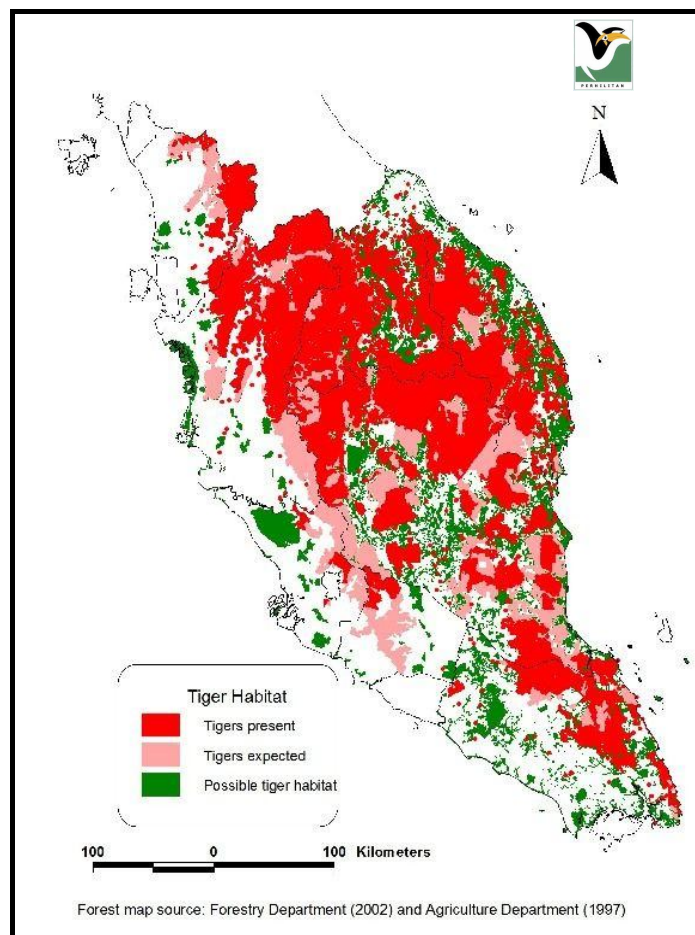 PERHILITAN
N
Tiger Habitat
Tigers present
Tigers expected
Possible tiger habitat
100 0 100 Kilometers
Forest map source: Forestry Department (2002) and Agriculture Department (1997)